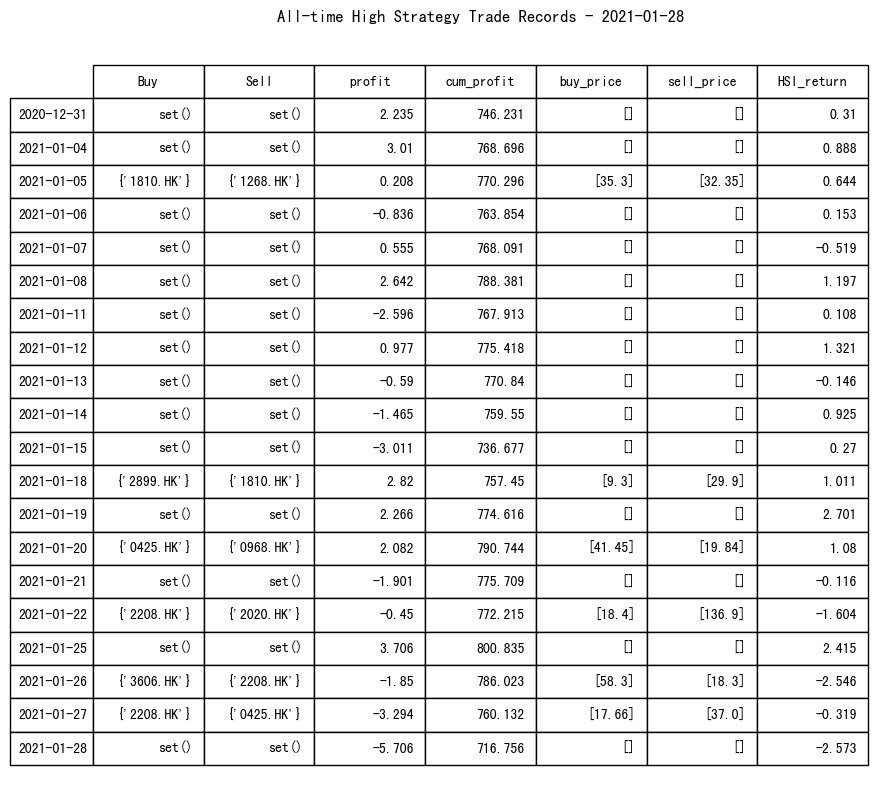 All-time High Strategy Trade Records - 2021-01-28
Buy Sell profit cum_profit buy_price sell_price HSI_return
2020-12-31 set() set() 2.235 746.231 [] [] 0.31
2021-01-04 set() set() 3.01 768.696 [] [] 0.888
2021-01-05 {'1810.HK'} {'1268.HK'} 0.208 770.296 [35.3] [32.35] 0.644
2021-01-06 set() set() -0.836 763.854 [] [] 0.153
2021-01-07 set() set() 0.555 768.091 [] [] -0.519
2021-01-08 set() set() 2.642 788.381 [] [] 1.197
2021-01-11 set() set() -2.596 767.913 [] [] 0.108
2021-01-12 set() set() 0.977 775.418 [] [] 1.321
2021-01-13 set() set() -0.59 770.84 [] [] -0.146
2021-01-14 set() set() -1.465 759.55 [] [] 0.925
2021-01-15 set() set() -3.011 736.677 [] [] 0.27
2021-01-18 {'2899.HK'} {'1810.HK'} 2.82 757.45 [9.3] [29.9] 1.011
2021-01-19 set() set() 2.266 774.616 [] [] 2.701
2021-01-20 {'0425.HK'} {'0968.HK'} 2.082 790.744 [41.45] [19.84] 1.08
2021-01-21 set() set() -1.901 775.709 [] [] -0.116
2021-01-22 {'2208.HK'} {'2020.HK'} -0.45 772.215 [18.4] [136.9] -1.604
2021-01-25 set() set() 3.706 800.835 [] [] 2.415
2021-01-26 {'3606.HK'} {'2208.HK'} -1.85 786.023 [58.3] [18.3] -2.546
2021-01-27 {'2208.HK'} {'0425.HK'} -3.294 760.132 [17.66] [37.0] -0.319
2021-01-28 set() set() -5.706 716.756 [] [] -2.573